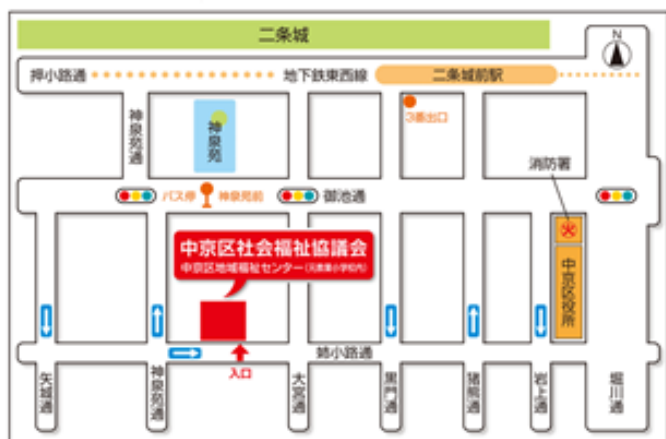 二条城
N
押小路通
地下鉄東西線
二条城前駅
神泉苑通
神泉苑
3番出口
消防署
バス停
神泉苑前
御池通
火
中京区社会福祉協議会
中京区地域福祉センター
中京区役所
姉小路通
入口
矢城通
神泉苑通
大宮通
黒門通
猪熊通
岩上通
堀川通